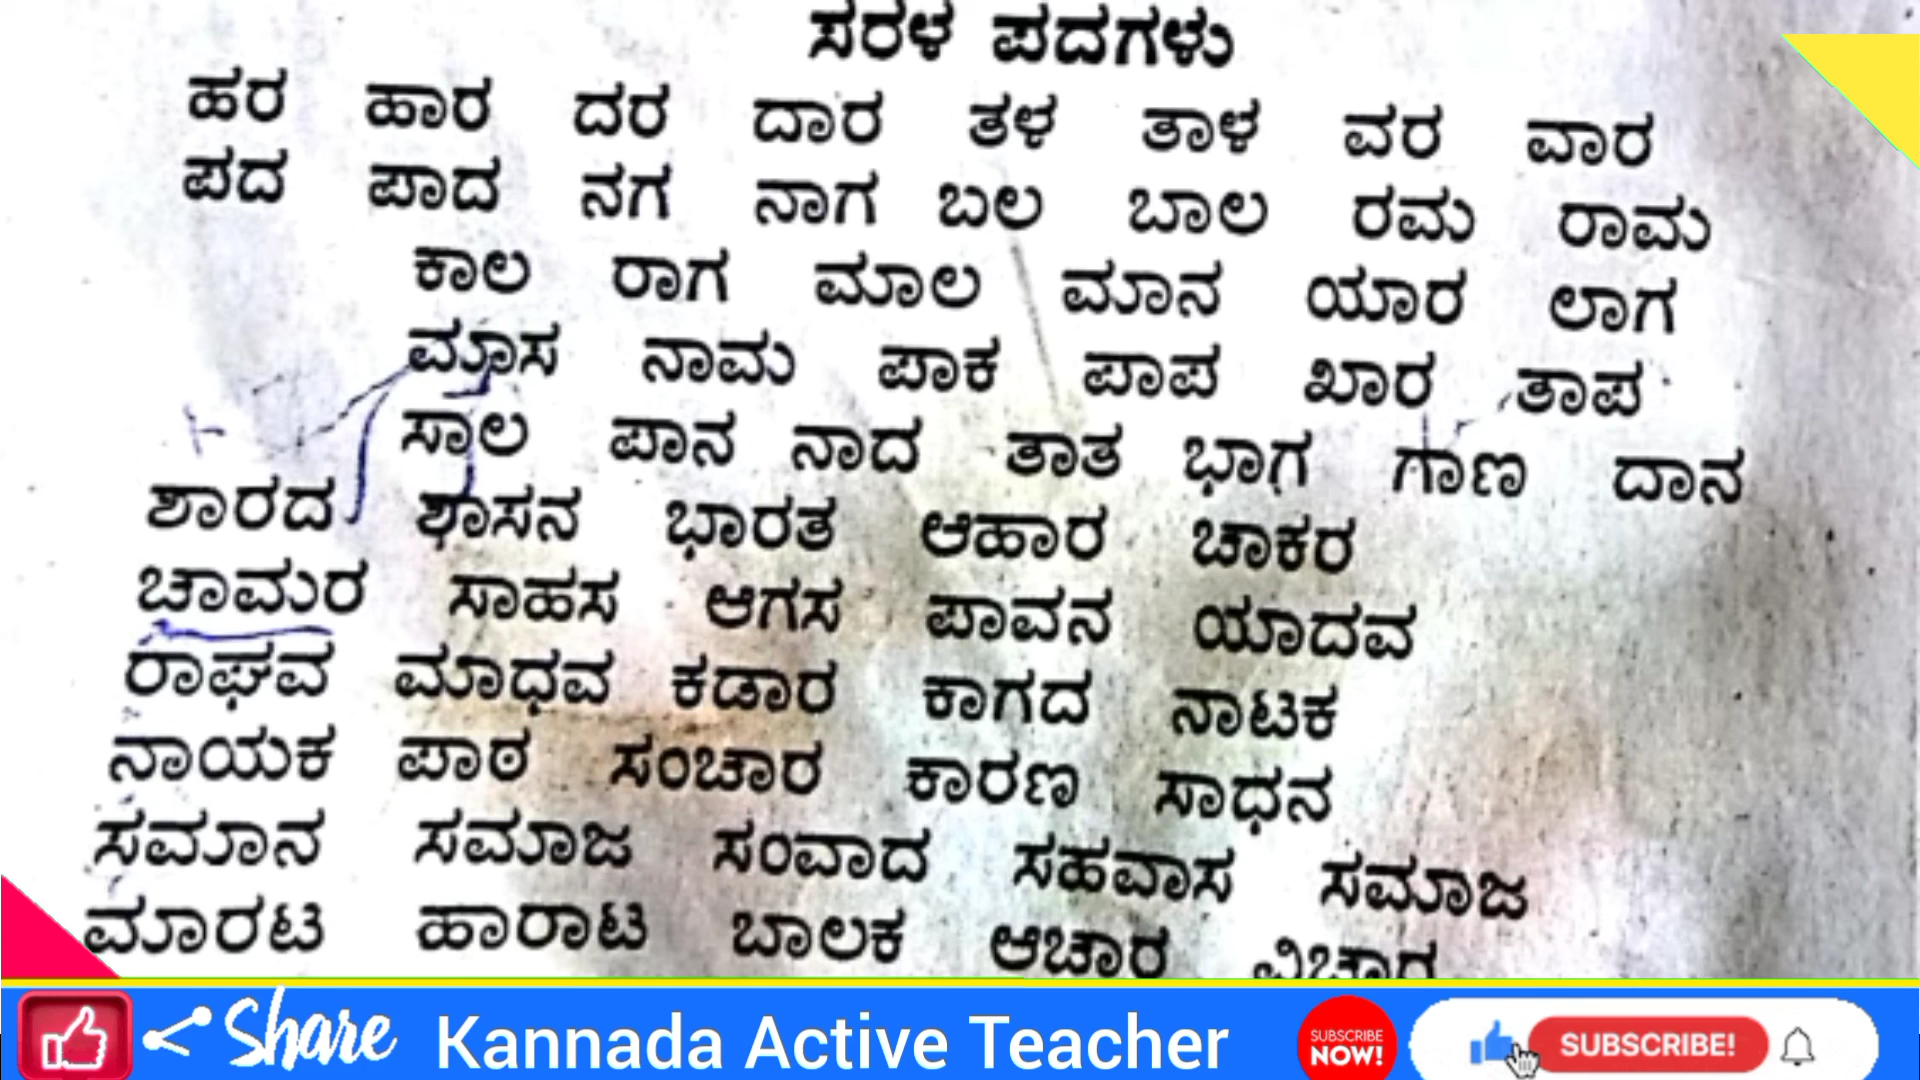 ಸರಳ ಪದಗಳು
ಹರ ಹಾರ ದರ ದಾರ ತಳ ತಾಳ ವರ ವಾರ
ಪದ ಪಾದ ನಗ ನಾಗ ಬಲ ಬಾಲ ರಮ ರಾಮ
ಕಾಲ ರಾಗ ಮಾಲ ಮಾನ ಯಾರ ಲಾಗ
ಮಾಸ ನಾಮ ಪಾಕ ಪಾಪ ಖಾರ ತಾಪ
ಸಾಲ ಪಾನ ನಾದ ತಾತ ಭಾಗ ಗಾಣ ದಾನ
ಶಾರದ ಶಾಸನ ಭಾರತ ಆಹಾರ ಚಾಕರ
ಚಾಮರ ಸಾಹಸ ಆಗಸ ಪಾವನ ಯಾದವ
ರಾಘವ ಮಾಧವ ಕಡಾರ ಕಾಗದ ನಾಟಕ
ನಾಯಕ ಪಾಠ ಸಂಚಾರ ಕಾರಣ ಸಾಧನ
ಸಮಾನ ಸಮಾಜ ಸಂವಾದ ಸಹವಾಸ ಸಮಾಜ
ಮಾರಟ ಹಾರಾಟ ಬಾಲಕ ಆಚಾರ ವಿಚಾರ
Share Kannada Active Teacher SUBSCRIBE NOW! SUBSCRIBE!